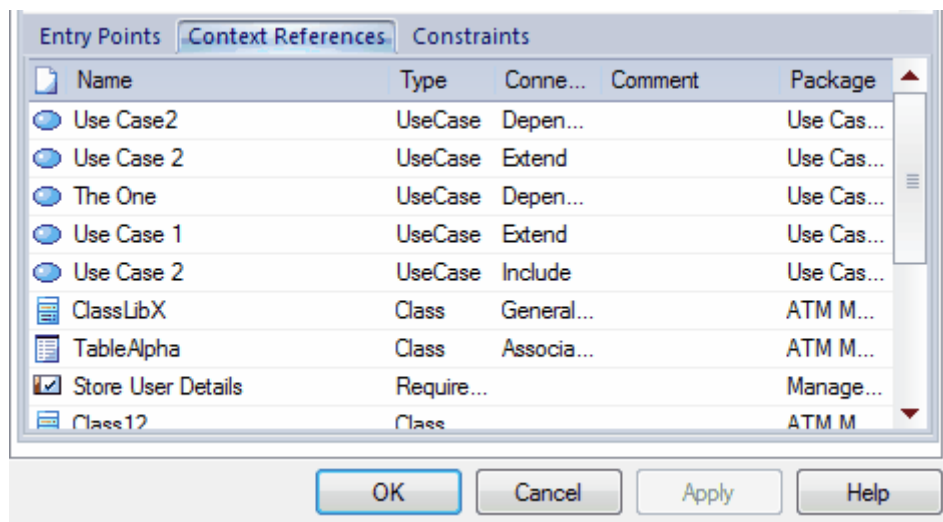 Entry Points Context References Constraints
Name Type Conne... Comment Package
Use Case2 UseCase Depen... Use Cas...
Use Case 2 UseCase Extend Use Cas...
The One UseCase Depen... Use Cas...
Use Case 1 UseCase Extend Use Cas...
Use Case 2 UseCase Include Use Cas...
ClassLibX Class General... ATM M...
TableAlpha Class Associa... ATM M...
Store User Details Require... Manage...
Class12 Class ATM M
OK Cancel Apply Help